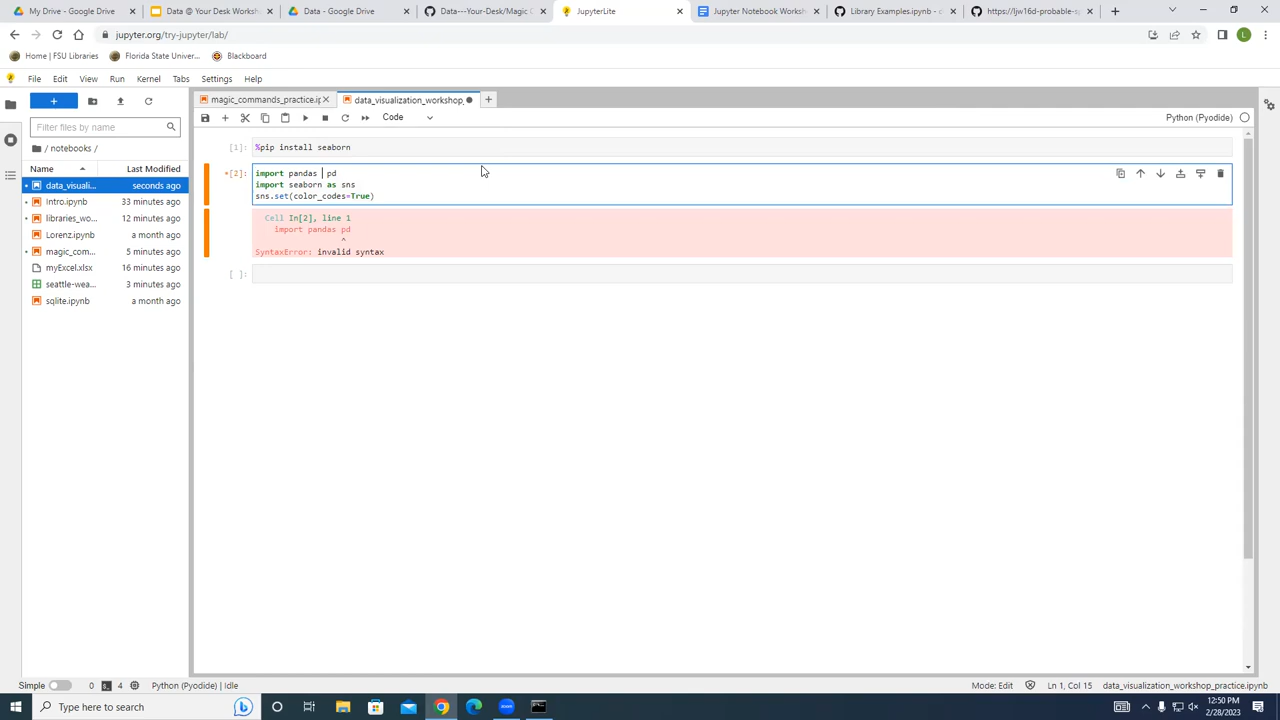 My Drive - Google Drive
Data @ Your Desk Worksho
Data - Google Drive
Data---Your-Desk/Magic C
JupyterLite
Jupyter Notebook Worksh
Library Examples.ipynb - c
https://ljw16d-probable-sp
jupyter.org/try-jupyter/lab/
L
Home | FSU Libraries
Florida State Univer...
Blackboard
File Edit View Run Kernel Tabs Settings Help
magic_commands_practice.ip
data_visualization_workshop_
Filter files by name
Code
Python (Pyodide)
/ notebooks /
Name Last Modified
data_visuali... seconds ago
Intro.ipynb 33 minutes ago
libraries_wo... 12 minutes ago
Lorenz.ipynb a month ago
magic_com... 5 minutes ago
myExcel.xlsx 16 minutes ago
seattle-wea... 3 minutes ago
sqlite.ipynb a month ago
[1]: %pip install seaborn
[2]: import pandas pd
import seaborn as sns
sns.set(color_codes=True)
Cell In[2], line 1
import pandas pd
^
SyntaxError: invalid syntax
[ ]:
Simple 0 4 Python (Pyodide) | Idle
Mode: Edit Ln 1, Col 15 data_visualization_workshop_practice.ipynb
Type here to search
zoom
12:50 PM
2/28/2023